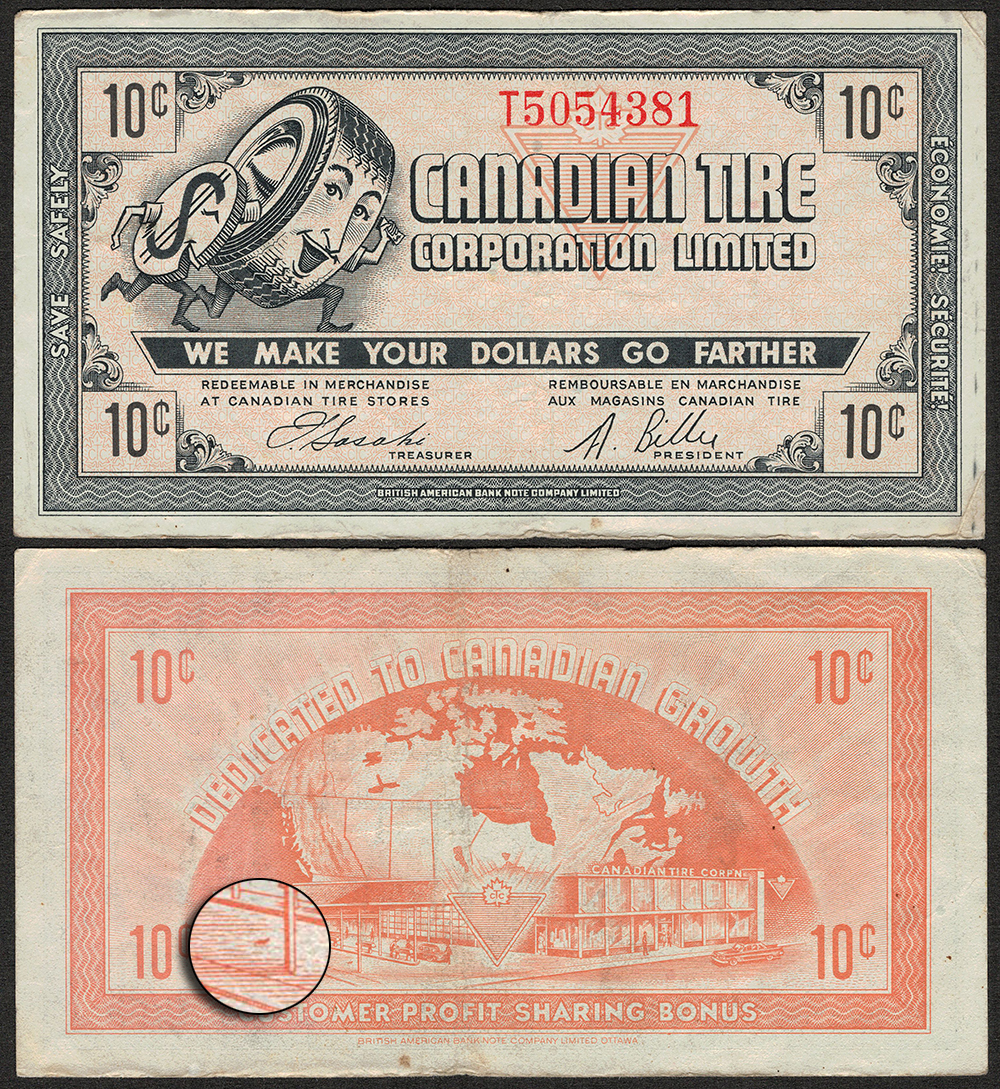 10¢
T5054381
10¢
CANADIAN TIRE
CORPORATION LIMITED
SAVE SAFELY
ECONOMIE! SECURITE!
WE MAKE YOUR DOLLARS GO FARTHER
REDEEMABLE IN MERCHANDISE
AT CANADIAN TIRE STORES
REMBOURSABLE EN MARCHANDISE
AUX MAGASINS CANADIAN TIRE
10¢
TREASURER
A. Billes
PRESIDENT
10¢
BRITISH AMERICAN BANK NOTE COMPANY LIMITED
10¢
DEDICATED TO CANADIAN GROWTH
10¢
CANADIAN TIRE CORPN.
CTC
10
10¢
CUSTOMER PROFIT SHARING BONUS
BRITISH AMERICAN BANK NOTE COMPANY LIMITED OTTAWA